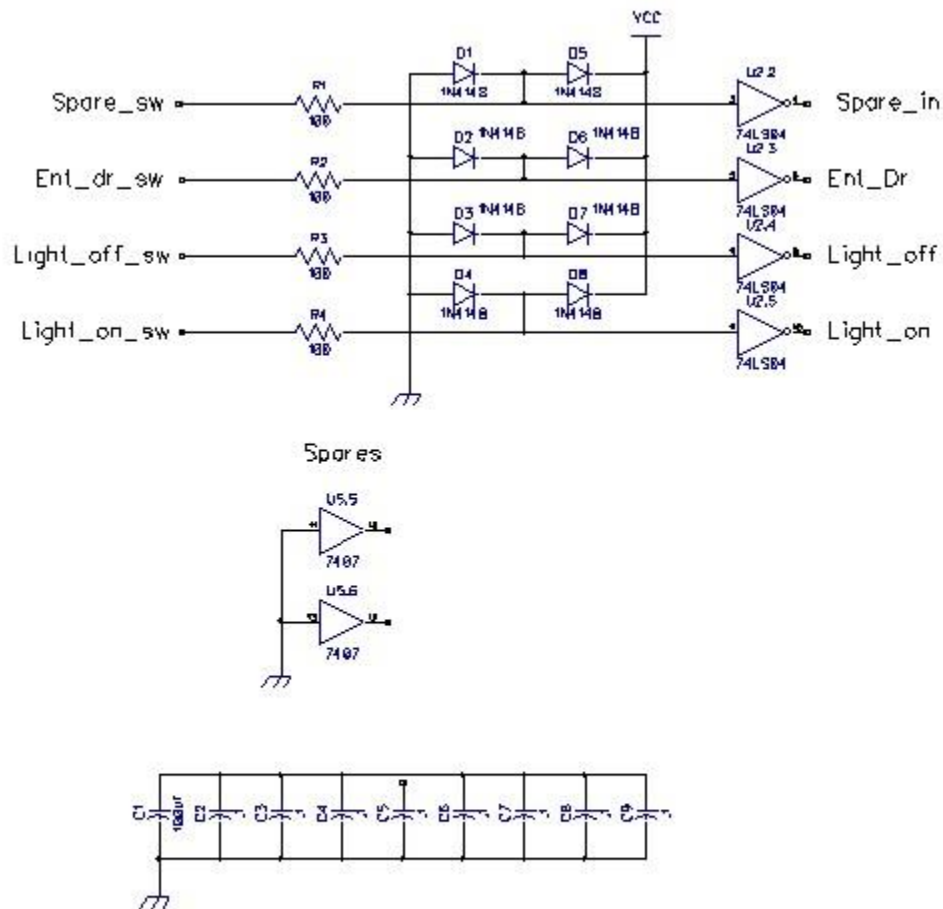 VCC
D1
D5
1N4148
1N4148
U2.2
R1
Spare_sw
Spare_in
100
74LS04
D2
1N4148
D6
1N4148
U2.3
R2
Ent_dr_sw
Ent_Dr
100
74LS04
D3
1N4148
D7
1N4148
U2.4
R3
Light_off_sw
Light_off
100
74LS04
D4
D8
1N4148
1N4148
U2.5
R4
Light_on_sw
Light_on
100
74LS04
Spares
U5.5
7407
U5.6
7407
C1
C2
C3
C4
C5
C6
C7
C8
C9